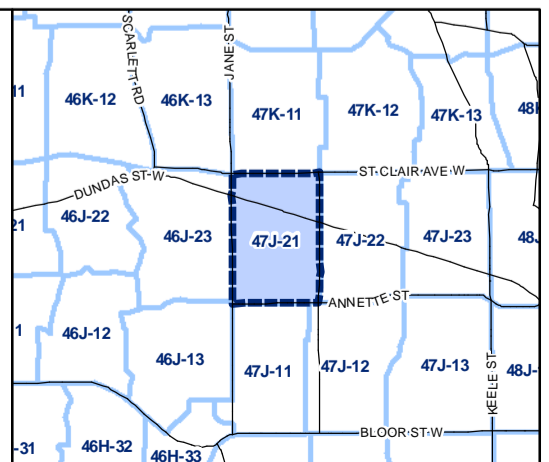 SCARLETT RD
JANE ST
11
46K-12
46K-13
47K-11
47K-12
47K-13
48K
DUNDAS ST W
ST CLAIR AVE W
21
46J-22
46J-23
47J-21
47J-22
47J-23
48J-
ANNETTE ST
1
46J-12
46J-13
47J-11
47J-12
47J-13
48J-
KEELE ST
BLOOR ST W
-31
46H-32
46H-33